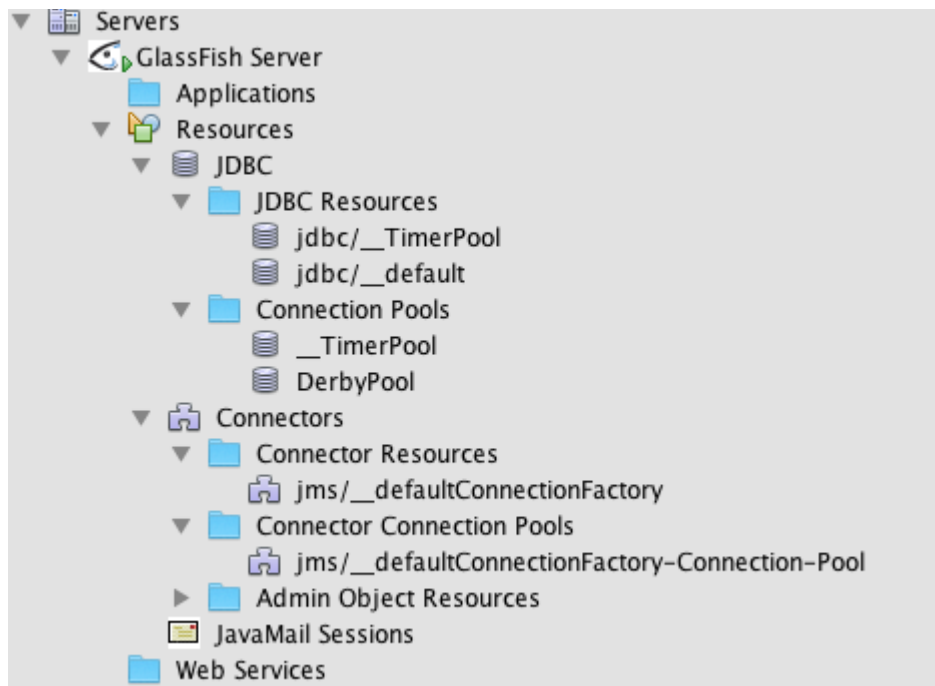 Servers
GlassFish Server
Applications
Resources
JDBC
JDBC Resources
jdbc/__TimerPool
jdbc/__default
Connection Pools
__TimerPool
DerbyPool
Connectors
Connector Resources
jms/__defaultConnectionFactory
Connector Connection Pools
jms/__defaultConnectionFactory-Connection-Pool
Admin Object Resources
JavaMail Sessions
Web Services